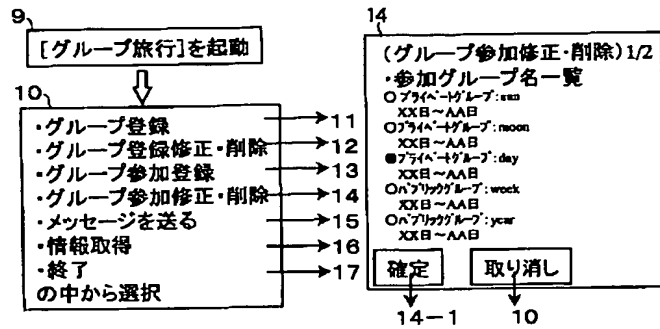 9
[グループ旅行]を起動
10
・グループ登録 11
・グループ登録修正・削除 12
・グループ参加登録 13
・グループ参加修正・削除 14
・メッセージを送る 15
・情報取得 16
・終了 17
の中から選択
14
(グループ参加修正・削除) 1/2
・参加グループ名一覧
○プライベートグループ:sun
XX日~AA日
○プライベートグループ:moon
XX日~AA日
●プライベートグループ:day
XX日~AA日
○パブリックグループ:week
XX日~AA日
○パブリックグループ:year
XX日~AA日
確定 取り消し
14-1 10